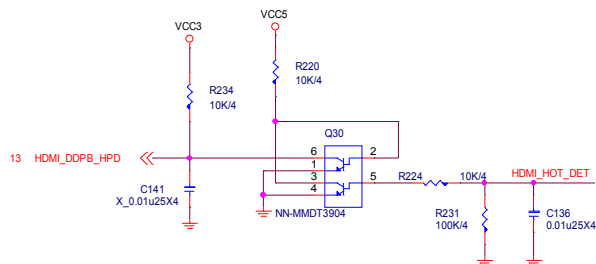 VCC3
VCC5
R234
10K/4
R220
10K/4
Q30
13 HDMI_DDPB_HPD
6
2
1
3
5
4
R224
10K/4
HDMI_HOT_DET
C141
X_0.01u25X4
NN-MMDT3904
R231
100K/4
C136
0.01u25X4